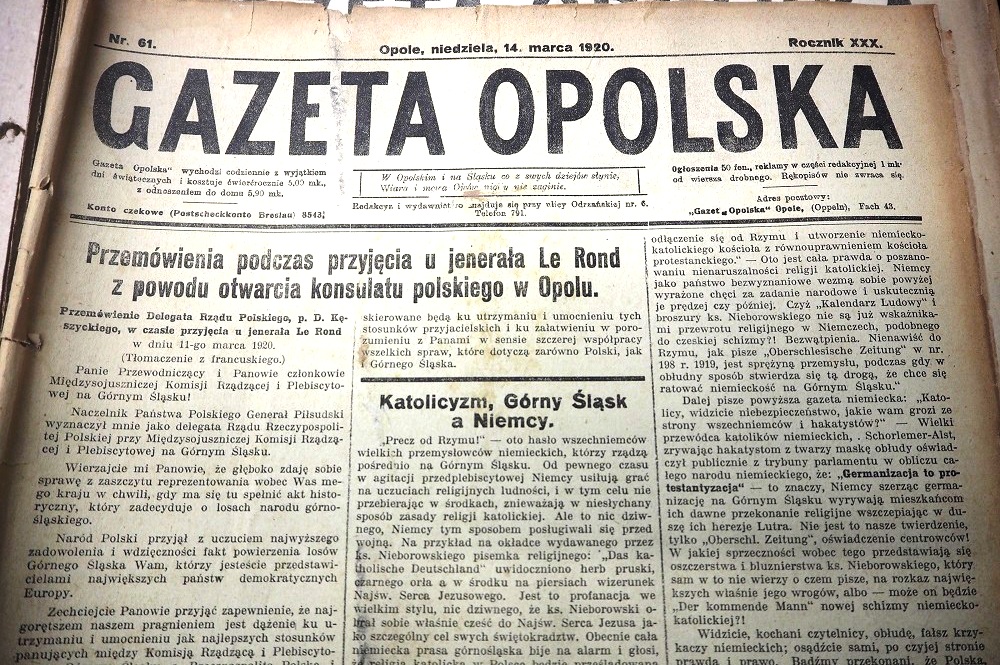 Nr. 61.
Opole, niedziela, 14. marca 1920.
Rocznik XXX.
GAZETA OPOLSKA
Gazeta Opolska" wychodzi codziennie z wyjątkiem
dni świątecznych i kosztuje ćwierćrocznie 5,00 mk.,
z odnoszeniem do domu 5,90 mk.
Konto czekowe (Postscheckkonto Breslau) 8543.
W Opolskim i na Śląsku co z swych dziejów słynie,
Wiara i mowa Ojców nigdy nie zaginie.
Redakcya i wydawnictwo znajduje się przy ulicy Odrzańskiej nr. 6.
Telefon 791.
Ogłoszenia 50 fen., reklamy w części redakcyjnej 1 mk.
od wiersza drobnego. Rękopisów nie zwraca się.
Adres pocztowy:
„Gazeta Opolska" Opole, (Oppeln), Fach 43.
Przemówienia podczas przyjęcia u jenerała Le Rond
z powodu otwarcia konsulatu polskiego w Opolu.
Przemówienie Delegata Rządu Polskiego, p. D. Kę-
szyckiego, w czasie przyjęcia u jenerała Le Rond
w dniu 11-go marca 1920.
(Tłomaczenie z francuskiego.)
Panie Przewodniczący i Panowie członkowie
Międzysojuszniczej Komisji Rządzącej i Plebiscyto-
wej na Górnym Śląsku!
Naczelnik Państwa Polskiego Generał Piłsudski
wyznaczył mnie jako delegata Rządu Rzeczypospoli-
tej Polskiej przy Międzysojuszniczej Komisji Rządzą-
cej i Plebiscytowej na Górnym Śląsku.
Wierzajcie mi Panowie, że głęboko zdaję sobie
sprawę z zaszczytu reprezentowania wobec Was me-
go kraju w chwili, gdy ma się tu spełnić akt histo-
ryczny, który zadecyduje o losach narodu górno-
śląskiego.
Naród Polski przyjął z uczuciem najwyższego
zadowolenia i wdzięczności fakt powierzenia losów
Górnego Śląska Wam, którzy jesteście przedstawi-
cielami największych państw demokratycznych
Europy.
Zechciejcie Panowie przyjąć zapewnienie, że naj-
gorętszem naszem pragnieniem jest dążenie ku u-
trzymaniu i umocnieniu jak najlepszych stosunków
panujących między Komisją Rządzącą i Plebiscyto-
skierowane będą ku utrzymaniu i umocnieniu tych
stosunków przyjacielskich i ku załatwieniu w poro-
zumieniu z Panami w sensie szczerej współpracy
wszelkich spraw, które dotyczą zarówno Polski, jak
i Górnego Śląska.
Katolicyzm, Górny Śląsk
a Niemcy.
„Precz od Rzymu!" — oto hasło wszechniemców
wielkich przemysłowców niemieckich, którzy rządzą
pośrednio na Górnym Śląsku. Od pewnego czasu
w agitacji przedplebiscytowej Niemcy usiłują grać
na uczuciach religijnych ludności, i w tym celu nie
przebierając w środkach, znieważają w niesłychany
sposób zasady religji katolickiej. Ale co nic dziw-
nego, Niemcy tym sposobem posługiwali się przed
wojną. Na przykład na okładce wydawanego przez
ks. Nieborowskiego pisemka religijnego: „Das ka-
tholische Deutschland" uwidoczniono herb pruski,
czarnego orła a w środku na piersiach wizerunek
Najśw. Serca Jezusowego. Jest to profanacja we
wielkim stylu, nic dziwnego, że ks. Nieborowski o-
brał sobie właśnie cześć do Najśw. Serca Jezusa ja-
ko szczególny cel swych świętokradztw. Obecnie cała
niemiecka prasa górnośląska bije na alarm i głosi,
że religia katolicka w Polsce będzie prześladowana
odłączenie się od Rzymu i utworzenie niemiecko-
katolickiego kościoła z równouprawnieniem kościoła
protestanckiego." — Oto jest cała prawda o poszano-
waniu nienaruszalności religji katolickiej. Niemcy
jako państwo bezwyznaniowe wezmą sobie powyżej
wyrażone chęci za zadanie narodowe i uskutecznią
je prędzej czy później. Czyż „Kalendarz Ludowy" i
broszury ks. Nieborowskiego nie są już wskaźnika-
mi przewrotu religijnego w Niemczech, podobnego
do czeskiej schizmy?! Bezwątpienia. Nienawiść do
Rzymu, jak pisze „Oberschlesische Zeitung" w nr.
198 r. 1919, jest sprężyną przemysłu, podczas gdy w
obłudny sposób stwierdza się tą drogą, że chce się
ratować niemieckość na Górnym Śląsku."
Dalej pisze powyższa gazeta niemiecka: „Kato-
licy, widzicie niebezpieczeństwo, jakie wam grozi ze
strony wszechniemców i hakatystów?" — Wielki
przewódca katolików niemieckich, . Schorlemer-Alst,
zrywając hakatystom z twarzy maskę obłudy oświad-
czył publicznie z trybuny parlamentu w obliczu ca-
łego narodu niemieckiego, że: „Germanizacja to pro-
testantyzacja" — to znaczy, Niemcy szerząc germa-
nizację na Górnym Śląsku wyrywają mieszkańcom
ich dawne przekonanie religijne wszczepiając w du-
szę ich herezje Lutra. Nie jest to nasze twierdzenie,
tylko „Oberschl. Zeitung", oświadczenie centrowców!
W jakiej sprzeczności wobec tego przedstawiają się
oszczerstwa i bluznierstwa ks. Nieborowskiego, który
sam w to nie wierzy o czem pisze, na rozkaz najwięk-
szych właśnie jego wrogów, albo — może on będzie
„Der kommende Mann" nowej schizmy niemiecko-
katolickiej?!
Widzicie, kochani czytelnicy, obłudę, fałsz krzy-
kaczy niemieckich; osądźcie sami, po czyjej stronie
prawda i prawo. Bądźmy przekonani, że Polska